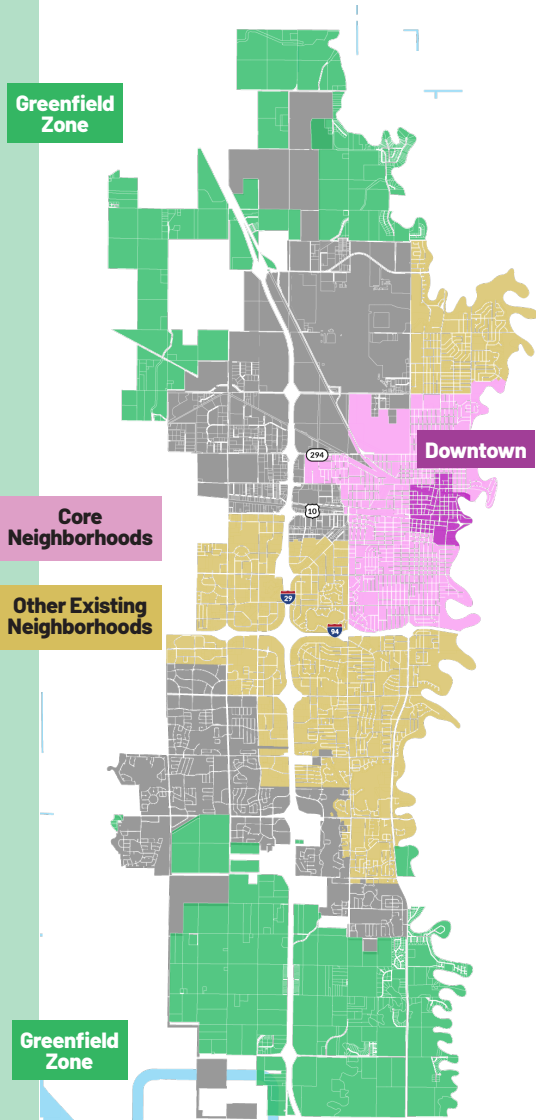 Greenfield
Zone
Downtown
294
Core
Neighborhoods
10
Other Existing
Neighborhoods
29
94
Greenfield
Zone